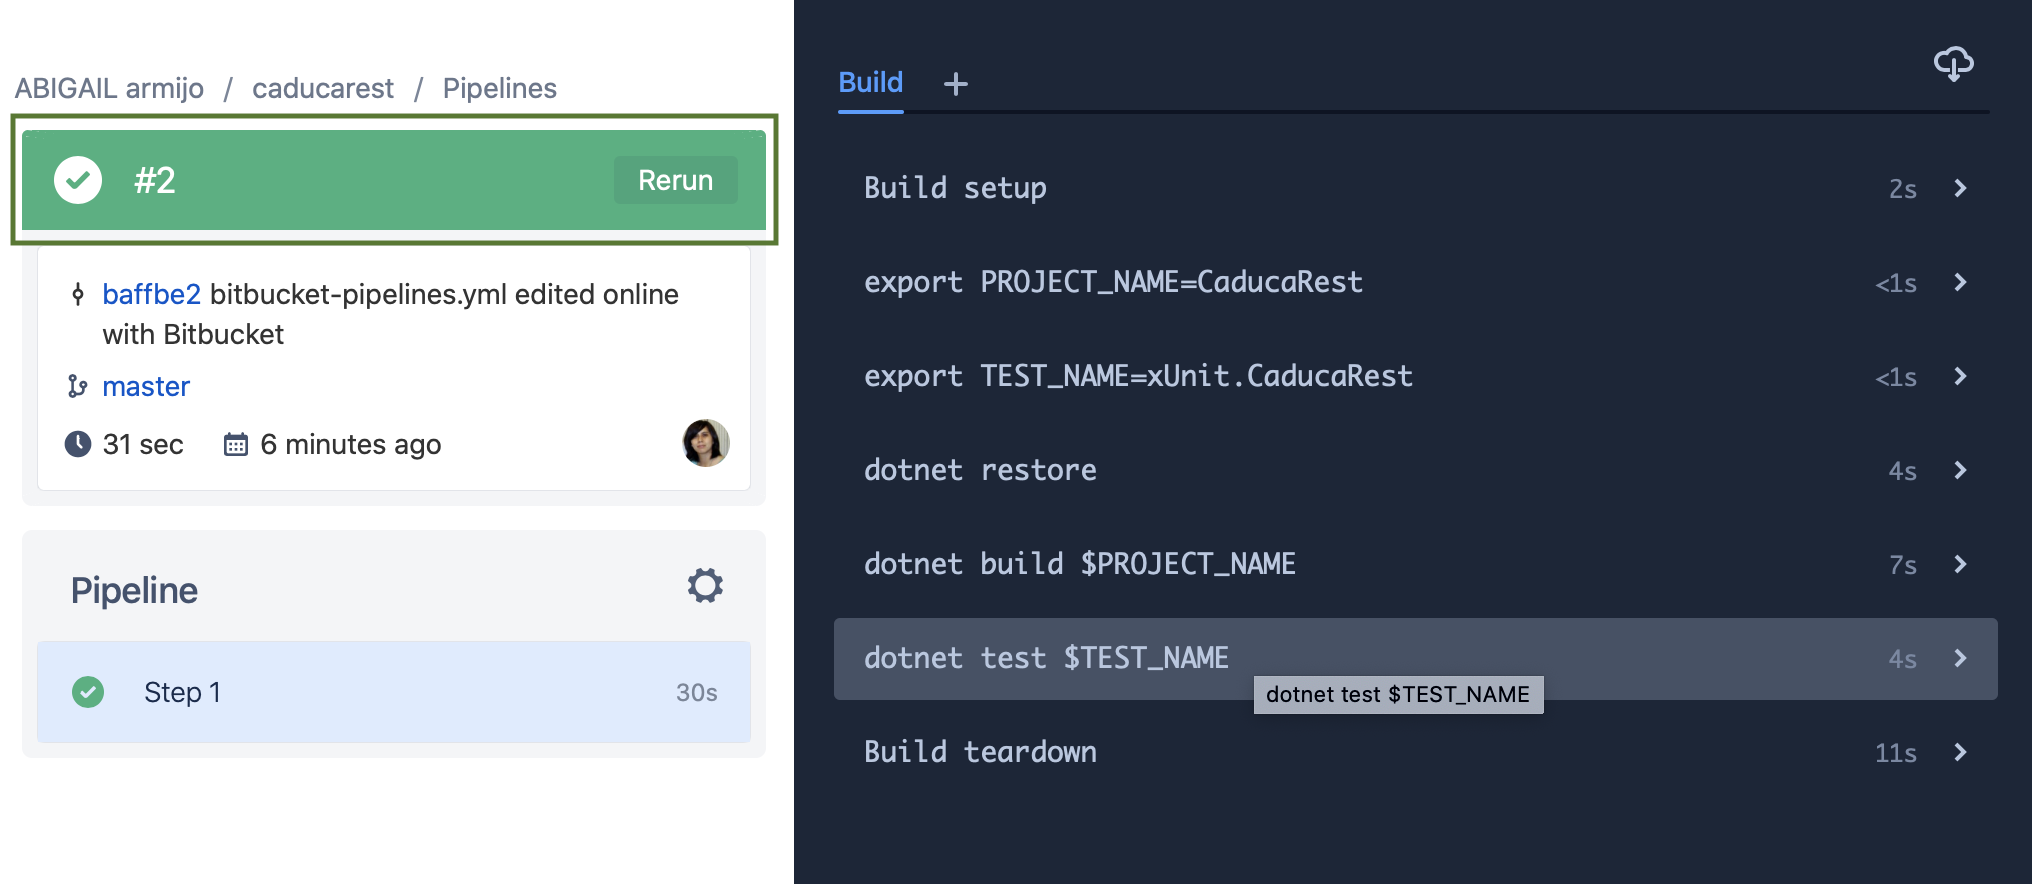 ABIGAIL armijo / caducarest / Pipelines
#2 Rerun
baffbe2 bitbucket-pipelines.yml edited online
with Bitbucket
master
31 sec 6 minutes ago
Pipeline
Step 1 30s
Build +
Build setup 2s
export PROJECT_NAME=CaducaRest <1s
export TEST_NAME=xUnit.CaducaRest <1s
dotnet restore 4s
dotnet build $PROJECT_NAME 7s
dotnet test $TEST_NAME 4s
dotnet test $TEST_NAME
Build teardown 11s